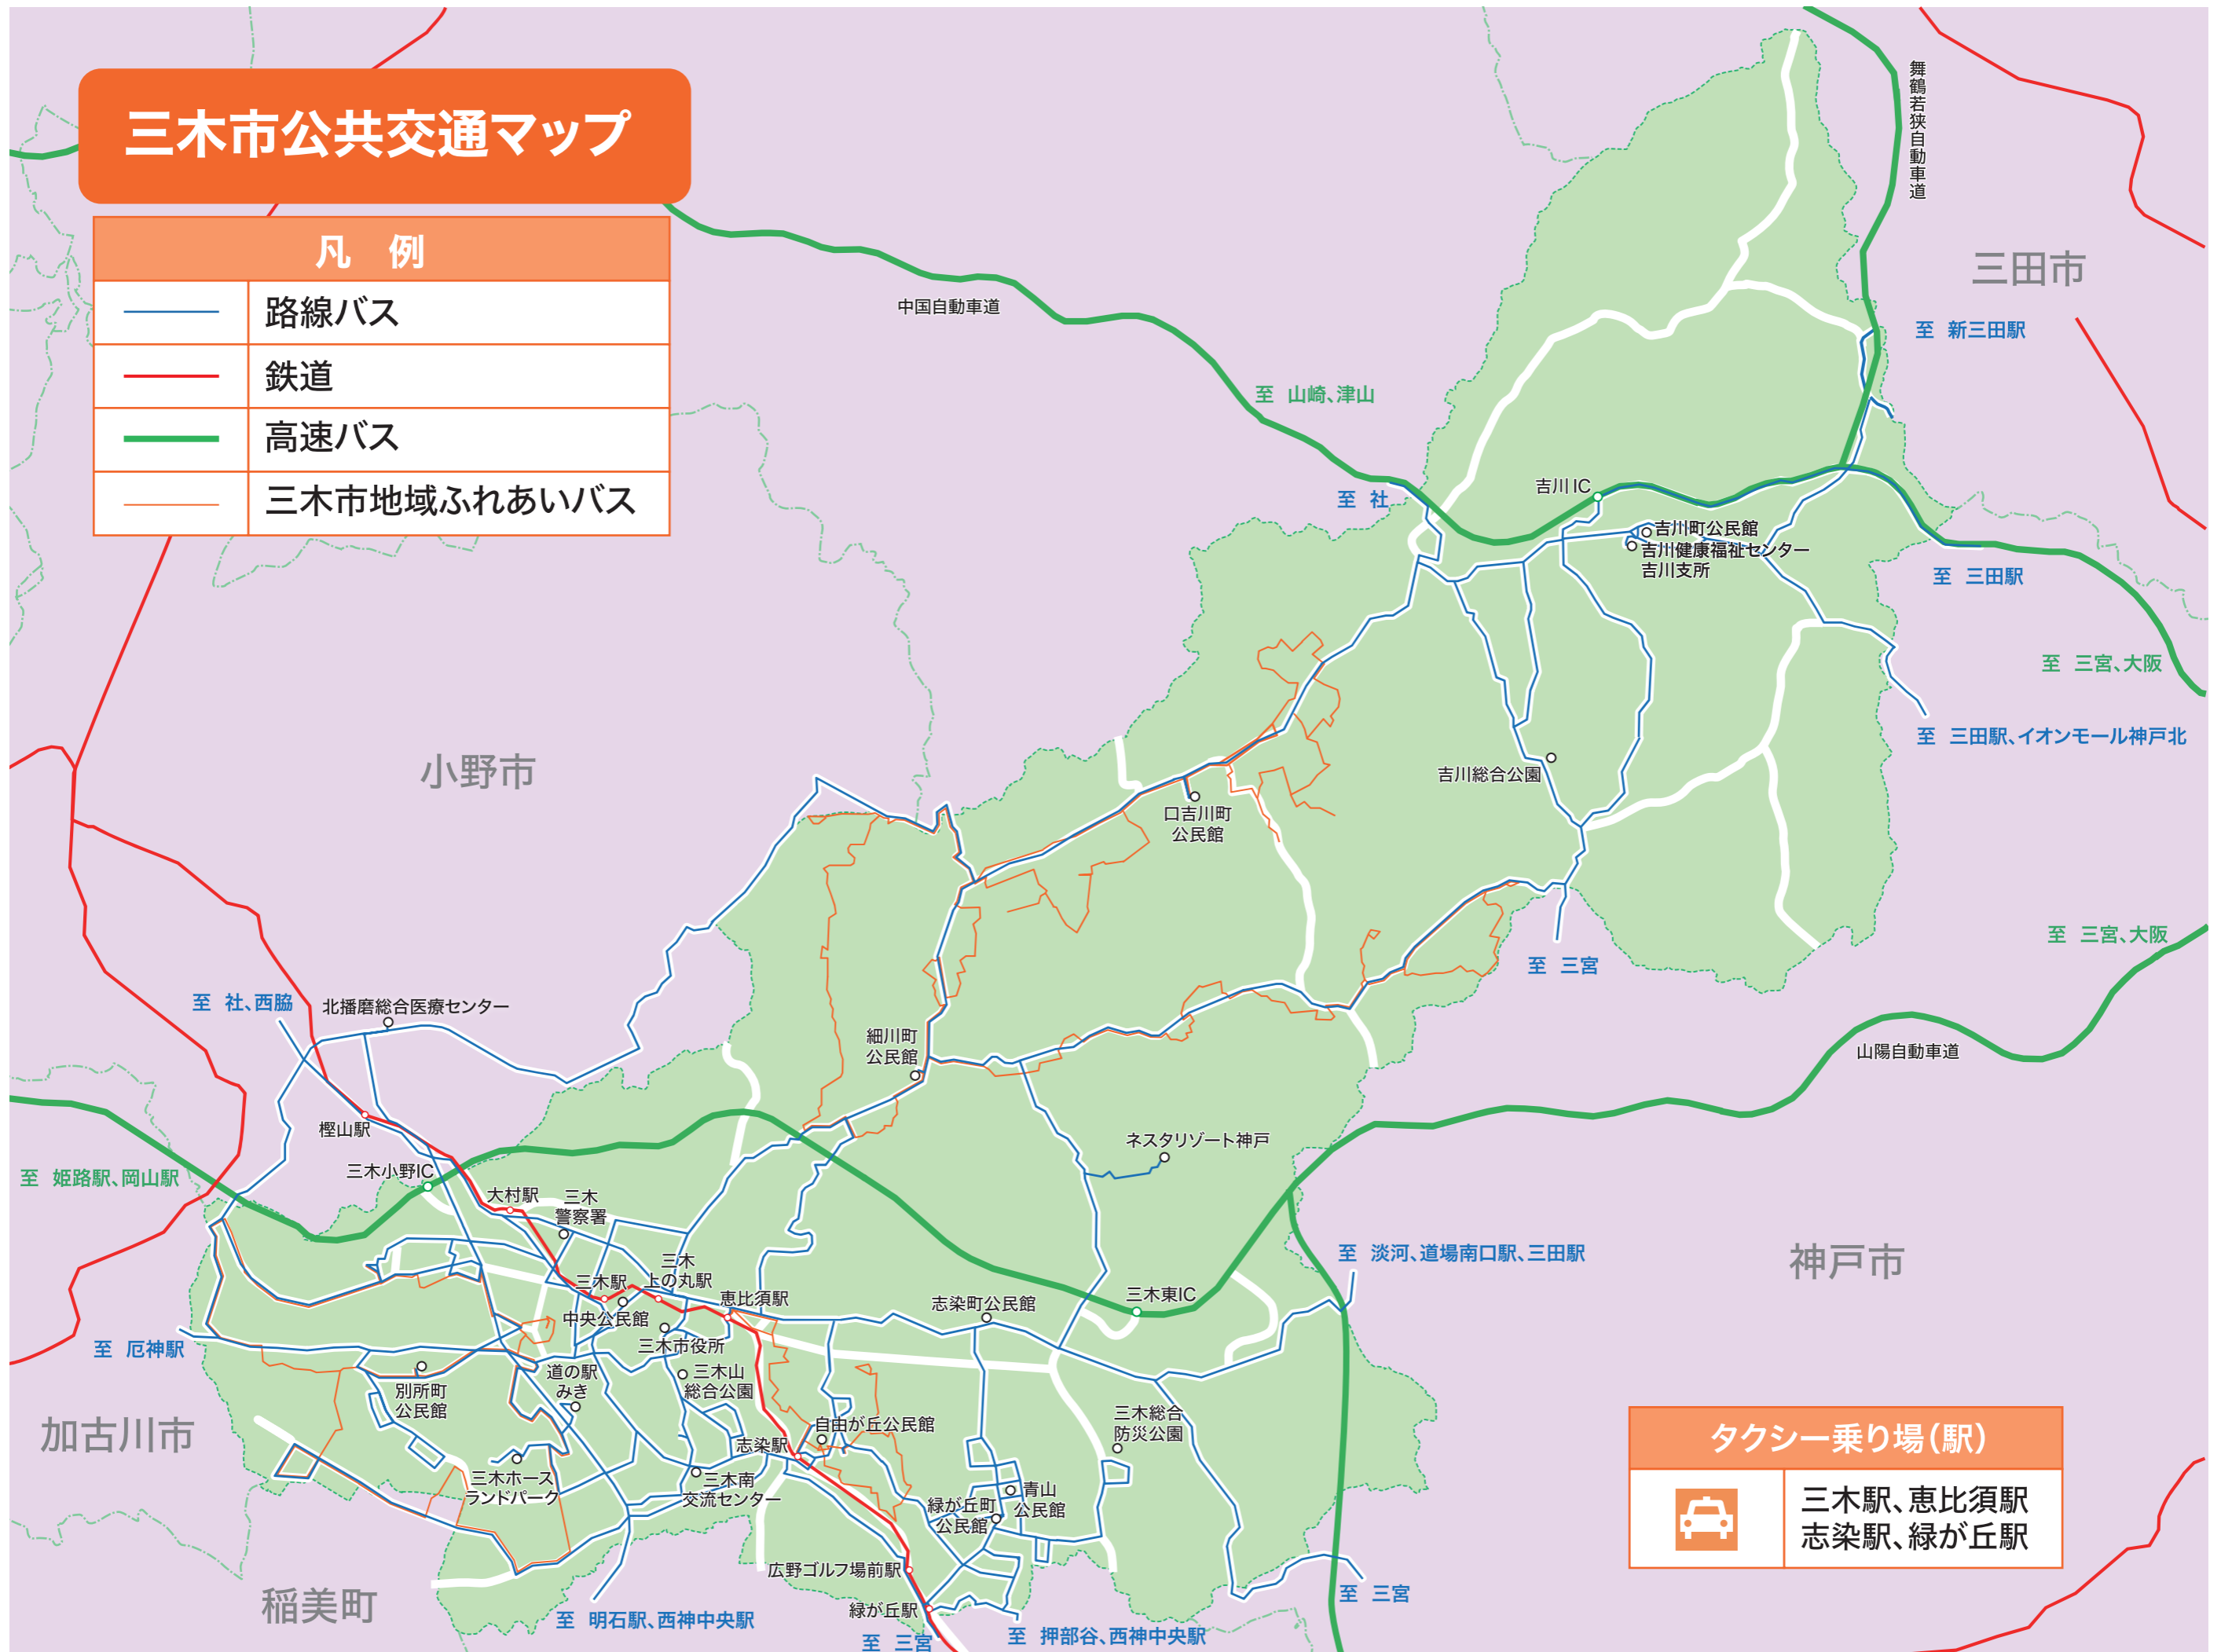 三木市公共交通マップ
凡 例
路線バス
鉄道
高速バス
三木市地域ふれあいバス
舞鶴若狭自動車道
三田市
中国自動車道
至 新三田駅
至 山崎、津山
至 社
吉川 IC
吉川町公民館
吉川健康福祉センター
吉川支所
至 三田駅
至 三宮、大阪
至 三田駅、イオンモール神戸北
小野市
吉川総合公園
口吉川町
公民館
至 三宮、大阪
至 三宮
至 社、西脇
北播磨総合医療センター
細川町
公民館
山陽自動車道
樫山駅
ネスタリゾート神戸
三木小野IC
至 姫路駅、岡山駅
大村駅
三木
警察署
三木
上の丸駅
至 淡河、道場南口駅、三田駅
神戸市
三木駅
恵比須駅
志染町公民館
三木東IC
中央公民館
三木市役所
至 厄神駅
道の駅
みき
三木山
総合公園
別所町
公民館
加古川市
自由が丘公民館
三木総合
防災公園
志染駅
三木ホース
ランドパーク
三木南
交流センター
緑が丘町
公民館
青山
公民館
タクシー乗り場（駅）
三木駅、恵比須駅
志染駅、緑が丘駅
広野ゴルフ場前駅
稲美町
緑が丘駅
至 三宮
至 明石駅、西神中央駅
至 三宮
至 押部谷、西神中央駅